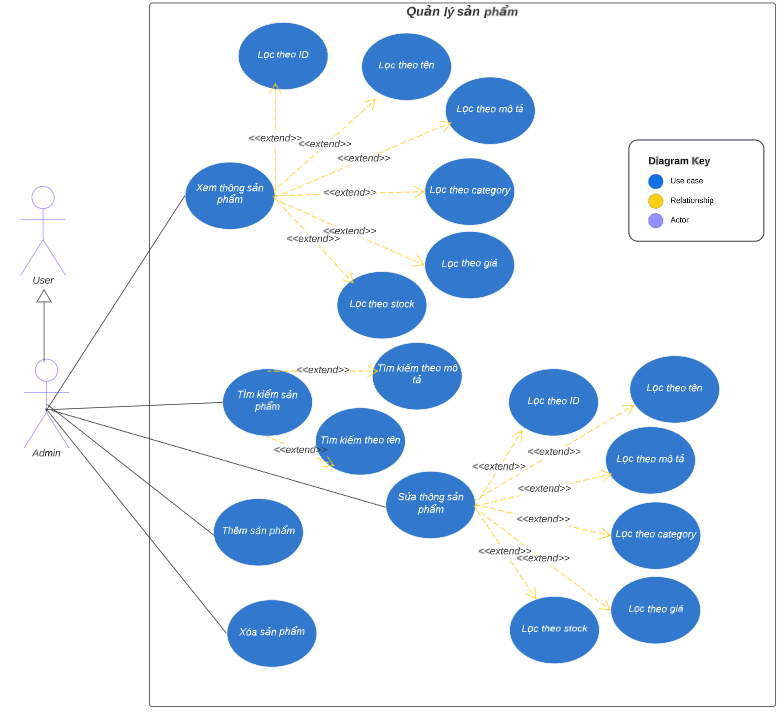 Quản lý sản phẩm
Lọc theo ID
Lọc theo tên
Lọc theo mô tả
<<extend>>
<<extend>>
<<extend>>
Xem thông sản
phẩm
<<extend>>
Lọc theo category
<<extend>>
<<extend>>
Lọc theo giá
Lọc theo stock
Diagram Key
Use case
Relationship
Actor
User
Admin
<<extend>>
Tìm kiếm theo mô
tả
Tìm kiếm sản
phẩm
<<extend>>
Tìm kiếm theo tên
Lọc theo ID
Lọc theo tên
<<extend>>
<<extend>>
Lọc theo mô tả
Sửa thông sản
phẩm
<<extend>>
<<extend>>
Lọc theo category
<<extend>>
<<extend>>
Lọc theo giá
Lọc theo stock
Thêm sản phẩm
Xóa sản phẩm